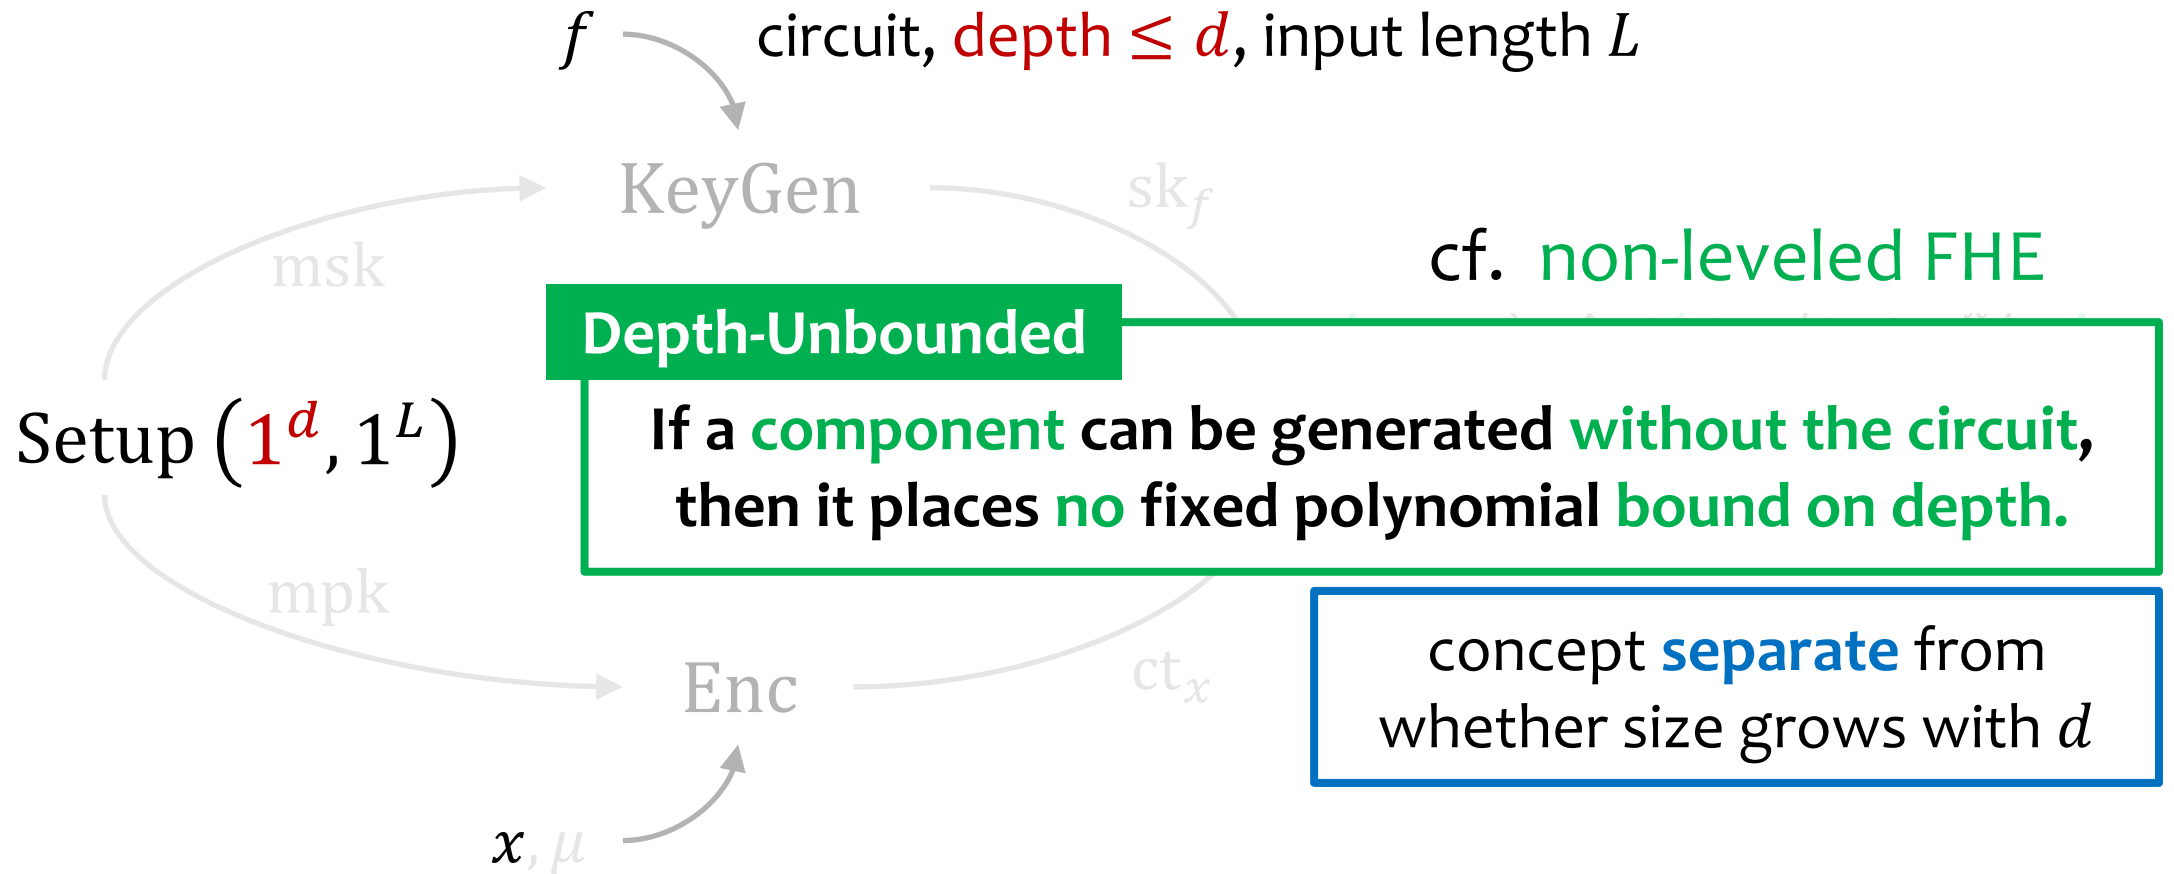 f circuit, depth ≤ d, input length L
KeyGen
sk_f
msk
cf. non-leveled FHE
Depth-Unbounded
If a component can be generated without the circuit,
then it places no fixed polynomial bound on depth.
Setup (1^d, 1^L)
mpk
concept separate from
whether size grows with d
Enc
ct_x
x, μ